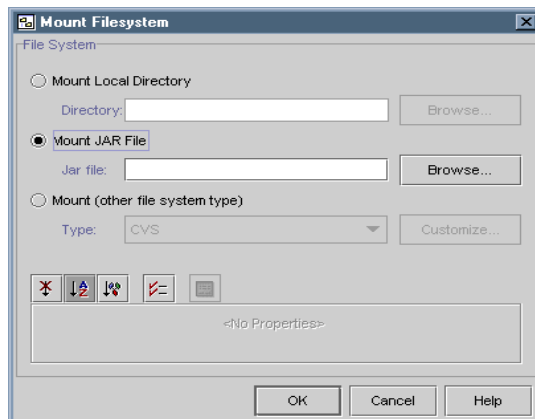 Mount Filesystem
File System
Mount Local Directory
Directory:
Browse...
Mount JAR File
Jar file:
Browse...
Mount (other file system type)
Type:
CVS
Customize...
<No Properties>
OK
Cancel
Help